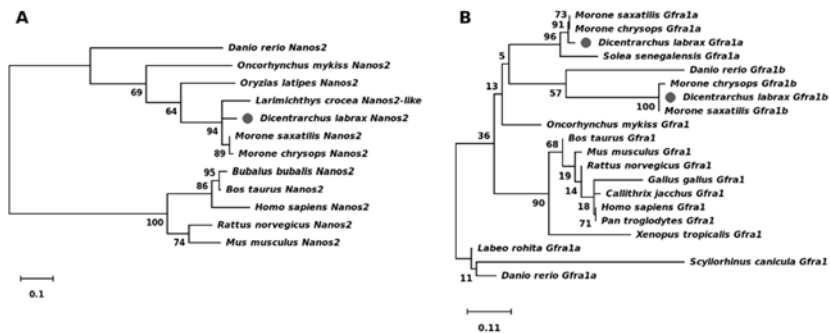 A
Danio rerio Nanos2
Oncorhynchus mykiss Nanos2
69
Oryzias latipes Nanos2
64
Larimichthys crocea Nanos2-like
Dicentrarchus labrax Nanos2
94
Morone saxatilis Nanos2
89
Morone chrysops Nanos2
95
Bubalus bubalis Nanos2
86
Bos taurus Nanos2
Homo sapiens Nanos2
100
Rattus norvegicus Nanos2
74
Mus musculus Nanos2
0.1
B
73
Morone saxatilis Gfra1a
91
Morone chrysops Gfra1a
96
Dicentrarchus labrax Gfra1a
5
Solea senegalensis Gfra1a
Danio rerio Gfra1b
13
57
Morone chrysops Gfra1b
Dicentrarchus labrax Gfra1b
100
Morone saxatilis Gfra1b
Oncorhynchus mykiss Gfra1
36
Bos taurus Gfra1
68
Mus musculus Gfra1
Rattus norvegicus Gfra1
19
Gallus gallus Gfra1
14
Callithrix jacchus Gfra1
90
18
Homo sapiens Gfra1
71
Pan troglodytes Gfra1
Xenopus tropicalis Gfra1
Labeo rohita Gfra1a
Scyliorhinus canicula Gfra1
11
Danio rerio Gfra1a
0.11